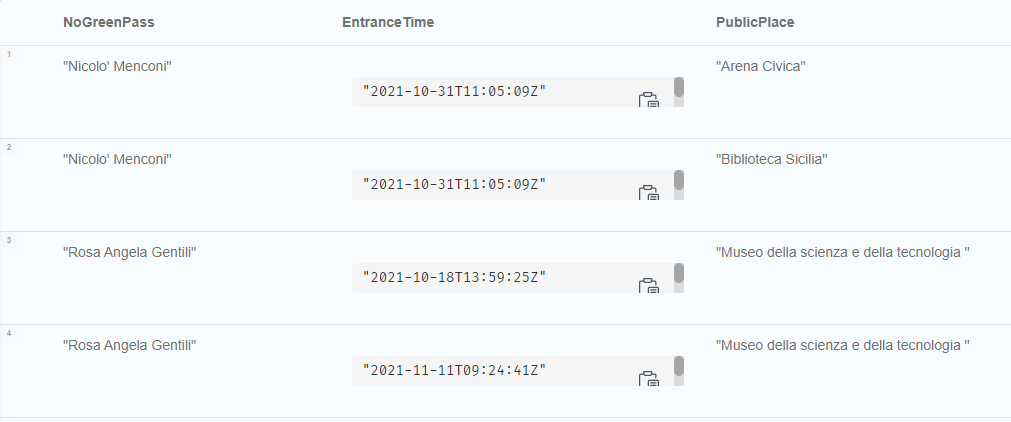 NoGreenPass EntranceTime PublicPlace
1 "Nicolo' Menconi" "Arena Civica"
"2021-10-31T11:05:09Z"
2 "Nicolo' Menconi" "Biblioteca Sicilia"
"2021-10-31T11:05:09Z"
3 "Rosa Angela Gentili" "Museo della scienza e della tecnologia "
"2021-10-18T13:59:25Z"
4 "Rosa Angela Gentili" "Museo della scienza e della tecnologia "
"2021-11-11T09:24:41Z"